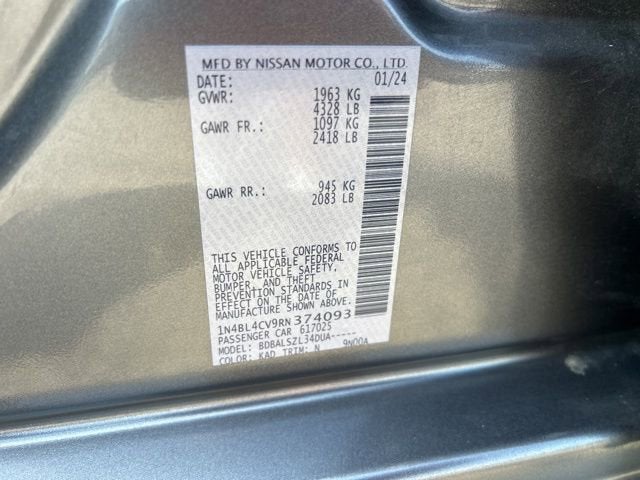 MFD BY NISSAN MOTOR CO., LTD.
DATE: 01/24
GVWR: 1963 KG
4328 LB
GAWR FR.: 1097 KG
2418 LB
GAWR RR.: 945 KG
2083 LB
THIS VEHICLE CONFORMS TO
ALL APPLICABLE FEDERAL
MOTOR VEHICLE SAFETY,
BUMPER, AND THEFT
PREVENTION STANDARDS IN
EFFECT ON THE DATE OF
MANUFACTURE SHOWN ABOVE.
1N4BL4CV9RN374093
PASSENGER CAR 617025
MODEL: BDBALSZL34DUA-----
COLOR: KAD TRIM: N 9N00A